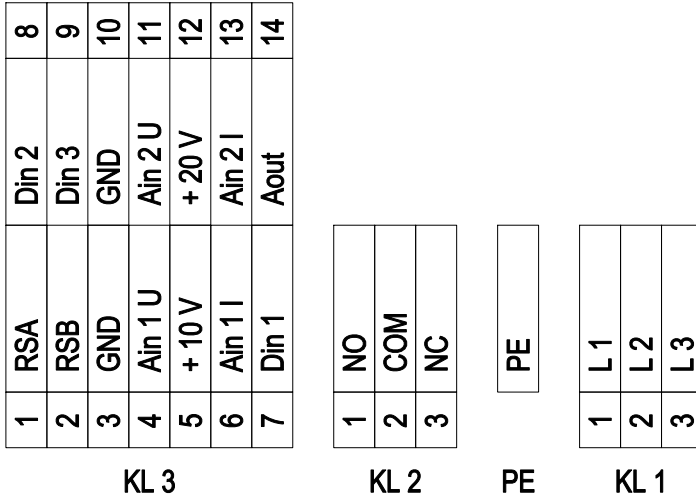 8 9 10 11 12 13 14
Din 2 Din 3 GND Ain 2 U + 20 V Ain 2 I Aout
RSA RSB GND Ain 1 U + 10 V Ain 1 I Din 1 NO COM NC PE L 1 L 2 L 3
1 2 3 4 5 6 7 1 2 3 1 2 3
KL 3 KL 2 PE KL 1